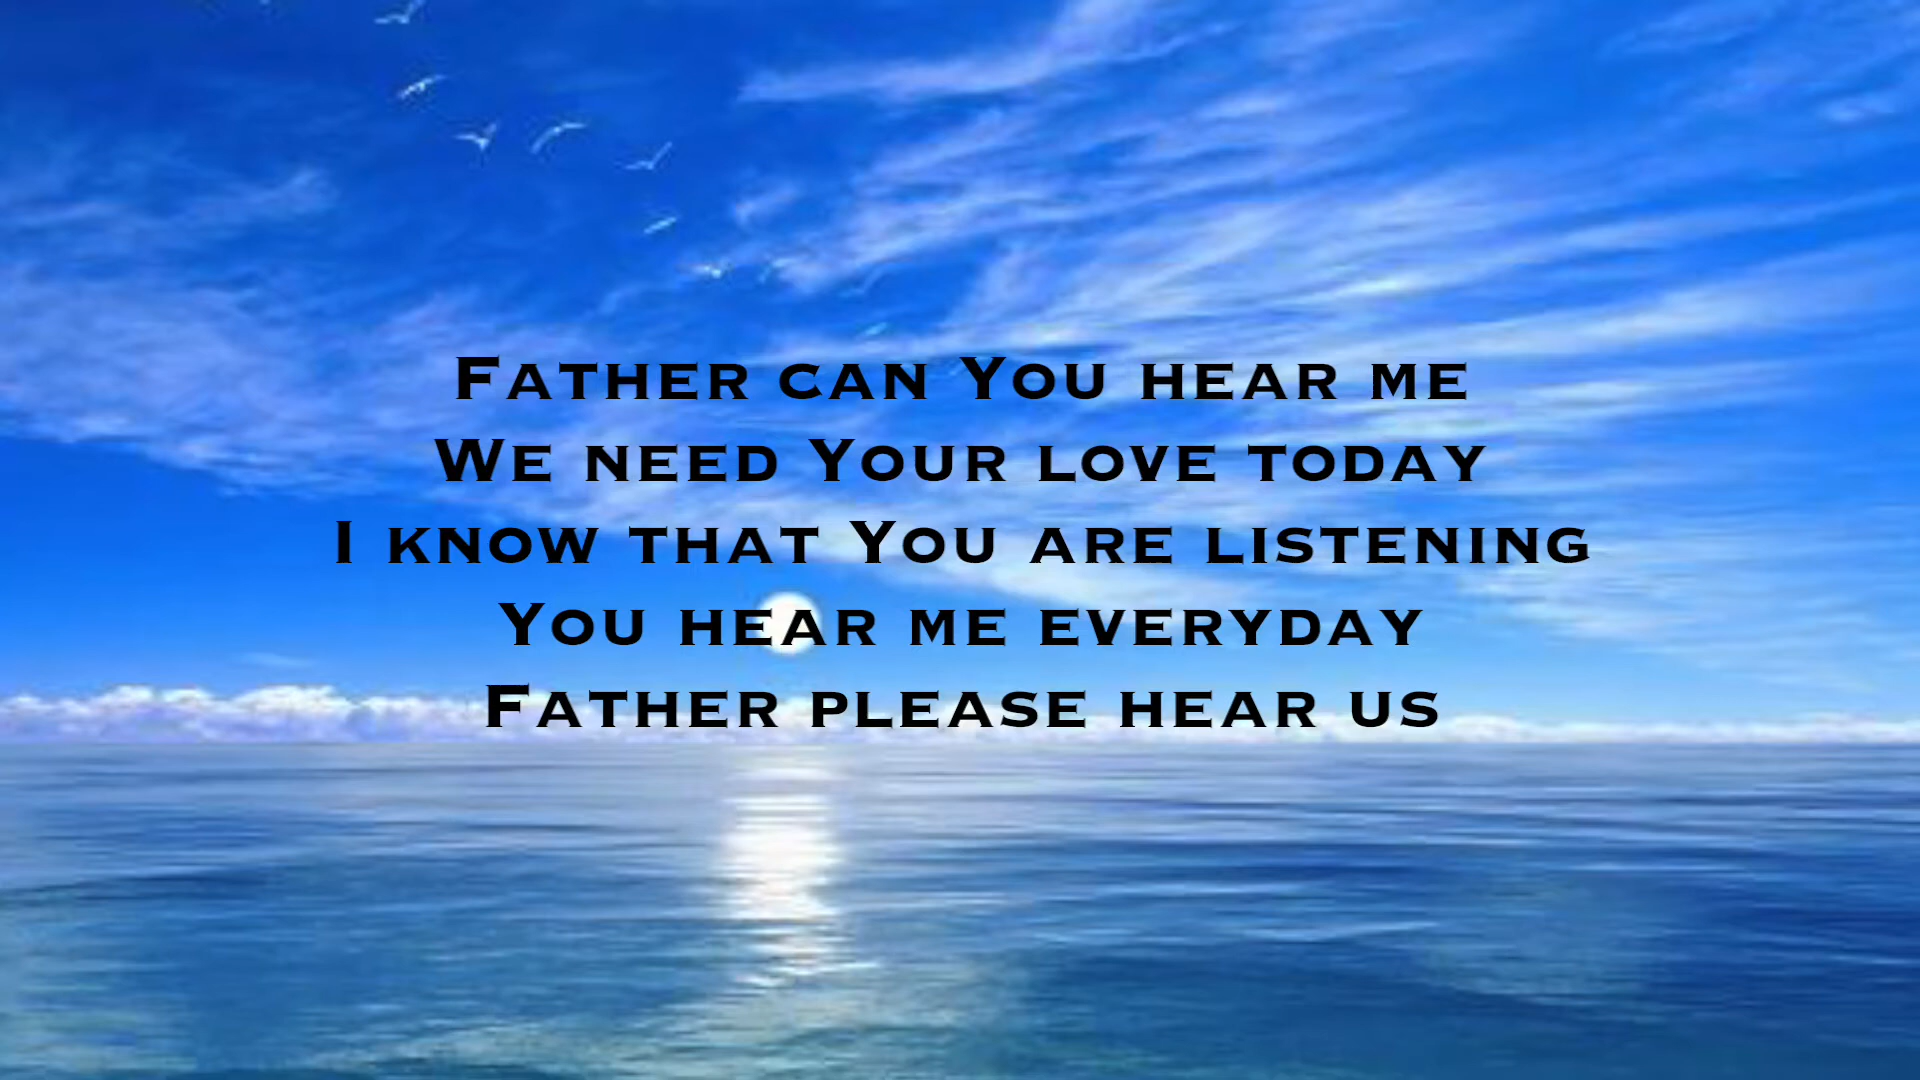 Father can You hear me
We need Your love today
I know that You are listening
You hear me everyday
Father please hear us